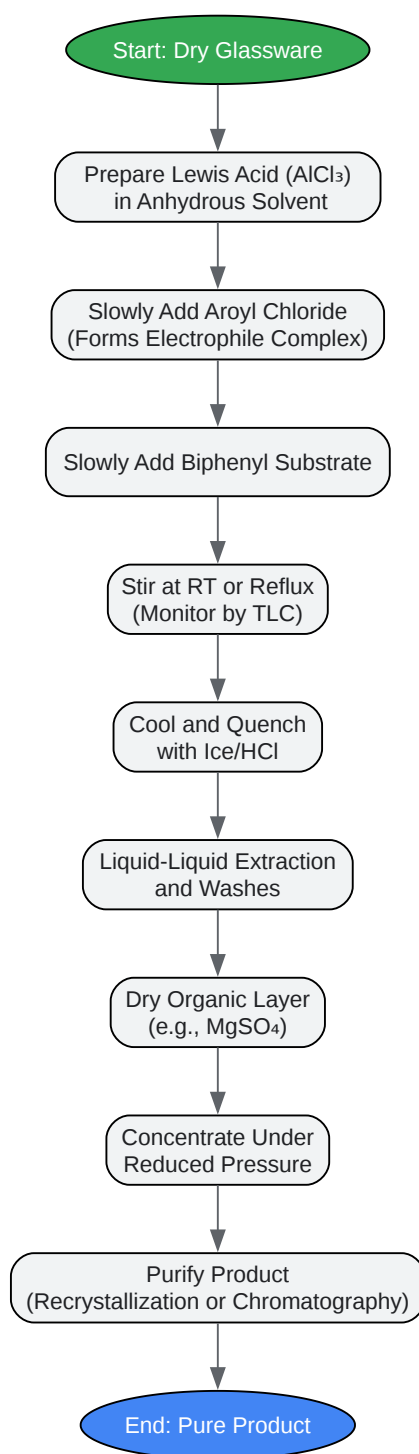 Start: Dry Glassware
Prepare Lewis Acid (AlCl₃)
in Anhydrous Solvent
Slowly Add Aroyl Chloride
(Forms Electrophile Complex)
Slowly Add Biphenyl Substrate
Stir at RT or Reflux
(Monitor by TLC)
Cool and Quench
with Ice/HCl
Liquid-Liquid Extraction
and Washes
Dry Organic Layer
(e.g., MgSO₄)
Concentrate Under
Reduced Pressure
Purify Product
(Recrystallization or Chromatography)
End: Pure Product